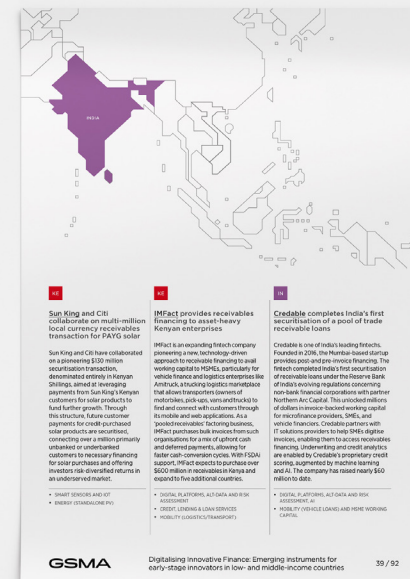 INDIA
KE
Sun King and Citi
collaborate on multi-million
local currency receivables
transaction for PAYG solar
Sun King and Citi have collaborated
on a pioneering $130 million
securitisation transaction,
denominated entirely in Kenyan
Shillings, aimed at leveraging
payments from Sun King's Kenyan
customers for solar products to
fund further growth. Through
this structure, future customer
payments for credit-purchased
solar products are securitised,
connecting over a million primarily
unbanked or underbanked
customers to necessary financing
for solar purchases and offering
investors risk-diversified returns in
an underserved market.
• SMART SENSORS AND IOT
• ENERGY (STANDALONE PV)
KE
IMFact provides receivables
financing to asset-heavy
Kenyan enterprises
IMFact is an expanding fintech company
pioneering a new, technology-driven
approach to receivable financing to avail
working capital to MSMEs, particularly for
vehicle finance and logistics enterprises like
Amitruck, a trucking logistics marketplace
that allows transporters (owners of
motorbikes, pick-ups, vans and trucks) to
find and connect with customers through
its mobile and web applications. As a
'pooled receivables' factoring business,
IMFact purchases bulk invoices from such
organisations for a mix of upfront cash
and deferred payments, allowing for
faster cash-conversion cycles. With FSDAi
support, IMFact expects to purchase over
$600 million in receivables in Kenya and
expand to five additional countries.
• DIGITAL PLATFORMS, ALT-DATA AND RISK
ASSESSMENT
• CREDIT, LENDING & LOAN SERVICES
• MOBILITY (LOGISTICS/TRANSPORT)
IN
Credable completes India's first
securitisation of a pool of trade
receivable loans
Credable is one of India's leading fintechs.
Founded in 2016, the Mumbai-based startup
provides post-and pre-invoice financing. The
fintech completed India's first securitisation
of receivable loans under the Reserve Bank
of India's evolving regulations concerning
non-bank financial corporations with partner
Northern Arc Capital. This unlocked millions
of dollars in invoice-backed working capital
for microfinance providers, SMEs, and
vehicle financiers. Credable partners with
IT solutions providers to help SMEs digitise
invoices, enabling them to access receivables
financing. Underwriting and credit analytics
are enabled by Credable's proprietary credit
scoring, augmented by machine learning
and AI. The company has raised nearly $60
million to date.
• DIGITAL PLATFORMS, ALT-DATA AND RISK
ASSESSMENT, AI
• MOBILITY (VEHICLE LOANS) AND MSME WORKING
CAPITAL
GSMA
Digitalising Innovative Finance: Emerging instruments for
early-stage innovators in low- and middle-income countries
39 / 92